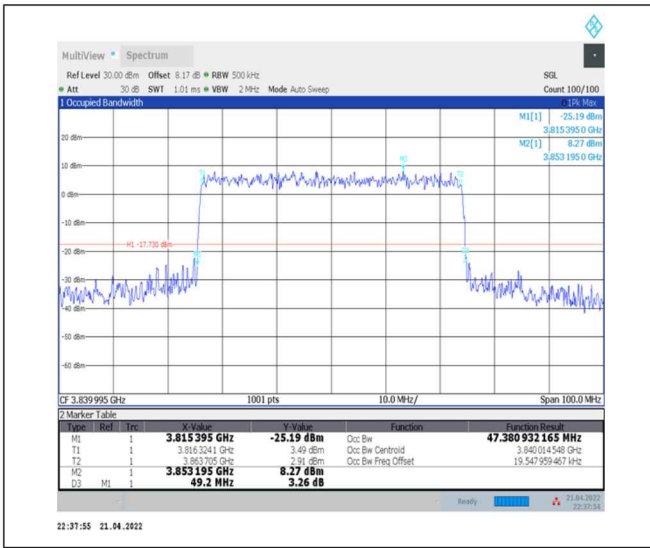 MultiView Spectrum
Ref Level 30.00 dBm Offset 8.17 dB RBW 500 kHz SGL
Att 30 dB SWT 1.01 ms VBW 2 MHz Mode Auto Sweep Count 100/100
1 Occupied Bandwidth 1Pk Max
M1[1] -25.19 dBm
3.815 395 0 GHz
M2[1] 8.27 dBm
3.853 195 0 GHz
20 dBm
10 dBm
0 dBm
-10 dBm
H1 -17.730 dBm
-20 dBm
-30 dBm
-40 dBm
-50 dBm
-60 dBm
CF 3.839 995 GHz 1001 pts 10.0 MHz/ Span 100.0 MHz
2 Marker Table
Type Ref Trc X-Value Y-Value Function Function Result
M1 1 3.815 395 GHz -25.19 dBm Occ Bw 47.380 932 165 MHz
T1 1 3.816 3241 GHz 3.49 dBm Occ Bw Centroid 3.840 014 548 GHz
T2 1 3.863 705 GHz 2.91 dBm Occ Bw Freq Offset 19.547 959 467 kHz
M2 1 3.853 195 GHz 8.27 dBm
D3 M1 1 49.2 MHz 3.26 dB
Ready 21.04.2022
22:37:54
22:37:55 21.04.2022